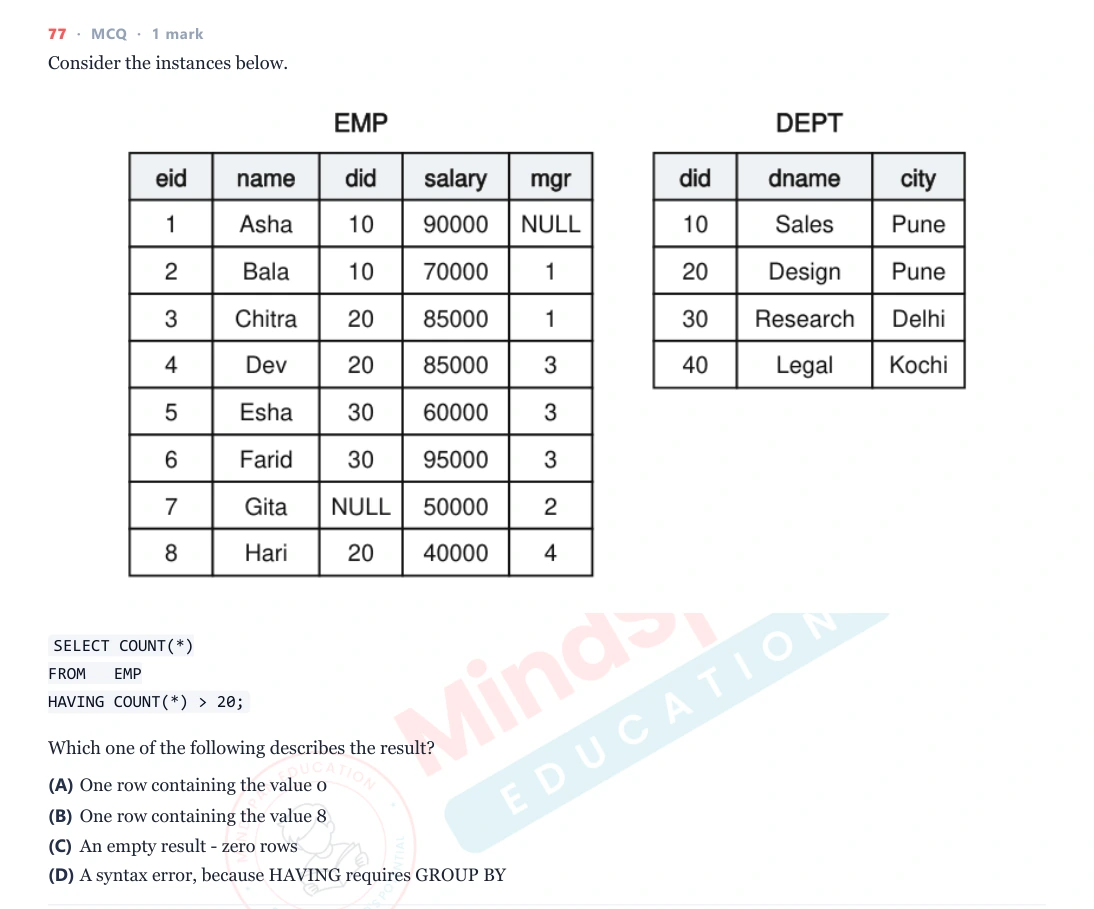 77 · MCQ · 1 mark
Consider the instances below.
EMP
eid name did salary mgr
1 Asha 10 90000 NULL
2 Bala 10 70000 1
3 Chitra 20 85000 1
4 Dev 20 85000 3
5 Esha 30 60000 3
6 Farid 30 95000 3
7 Gita NULL 50000 2
8 Hari 20 40000 4
DEPT
did dname city
10 Sales Pune
20 Design Pune
30 Research Delhi
40 Legal Kochi
SELECT COUNT(*)
FROM EMP
HAVING COUNT(*) > 20;
Which one of the following describes the result?
(A) One row containing the value 0
(B) One row containing the value 8
(C) An empty result - zero rows
(D) A syntax error, because HAVING requires GROUP BY
EDUCATION